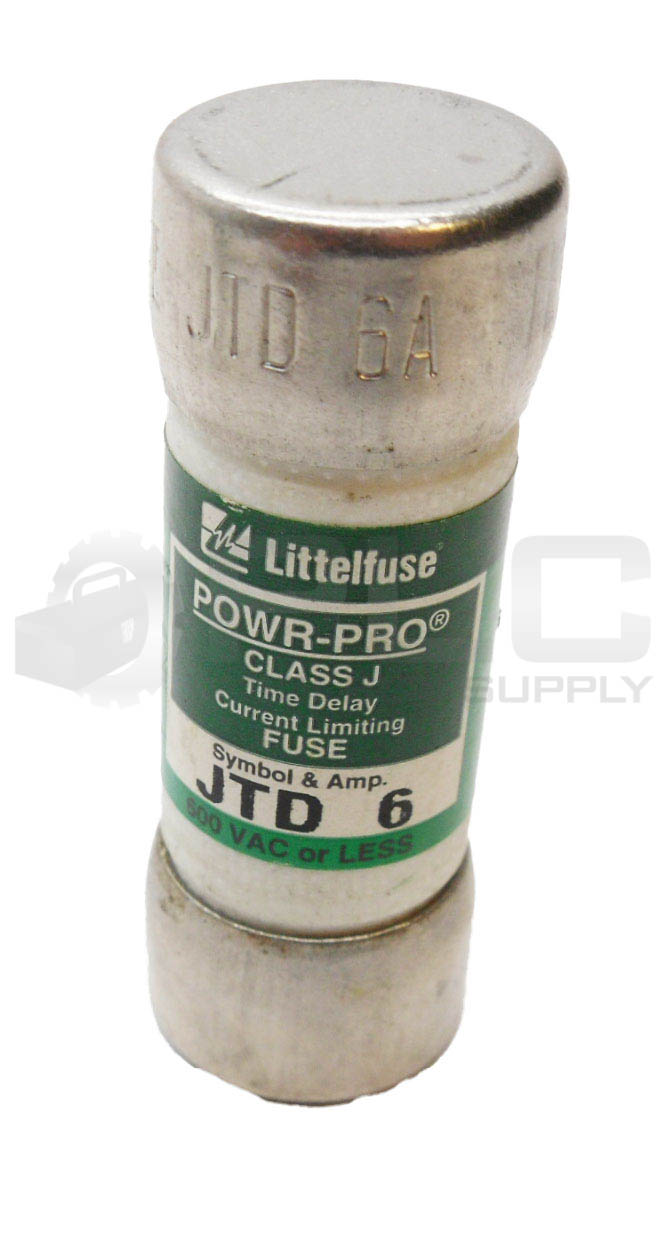 JTD 6A
Littelfuse
POWR-PRO®
CLASS J
Time Delay
Current Limiting
FUSE
Symbol & Amp.
JTD 6
600 VAC or LESS
PLC
SUPPLY